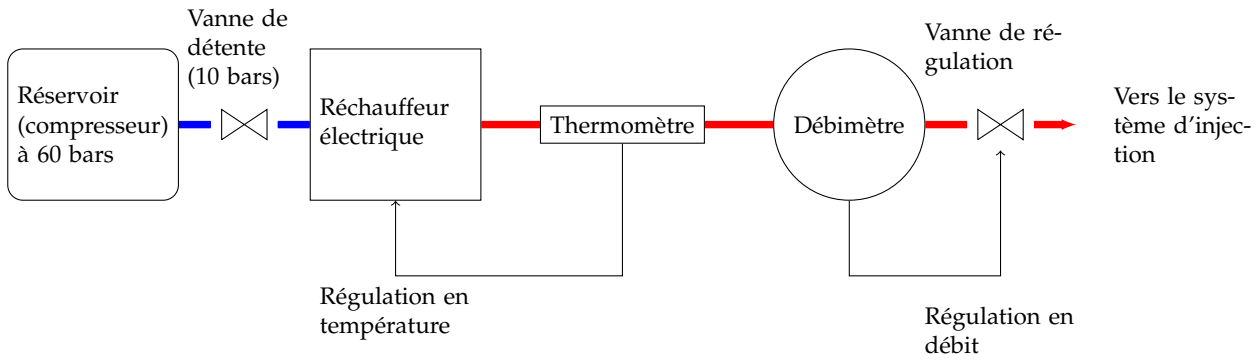 Vanne de
détente
(10 bars)
Vanne de ré-
gulation
Réservoir
(compresseur)
à 60 bars
Réchauffeur
électrique
Thermomètre
Débimètre
Vers le sys-
tème d'injec-
tion
Régulation en
température
Régulation en
débit